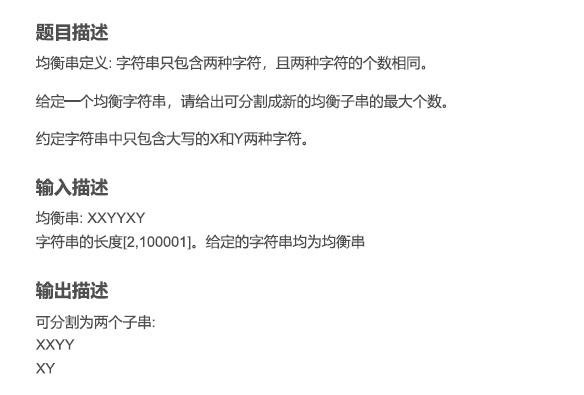 题目描述
均衡串定义: 字符串只包含两种字符，且两种字符的个数相同。
给定一个均衡字符串，请给出可分割成新的均衡子串的最大个数。
约定字符串中只包含大写的X和Y两种字符。
输入描述
均衡串: XXYYXY
字符串的长度[2,100001]。给定的字符串均为均衡串
输出描述
可分割为两个子串:
XXYY
XY